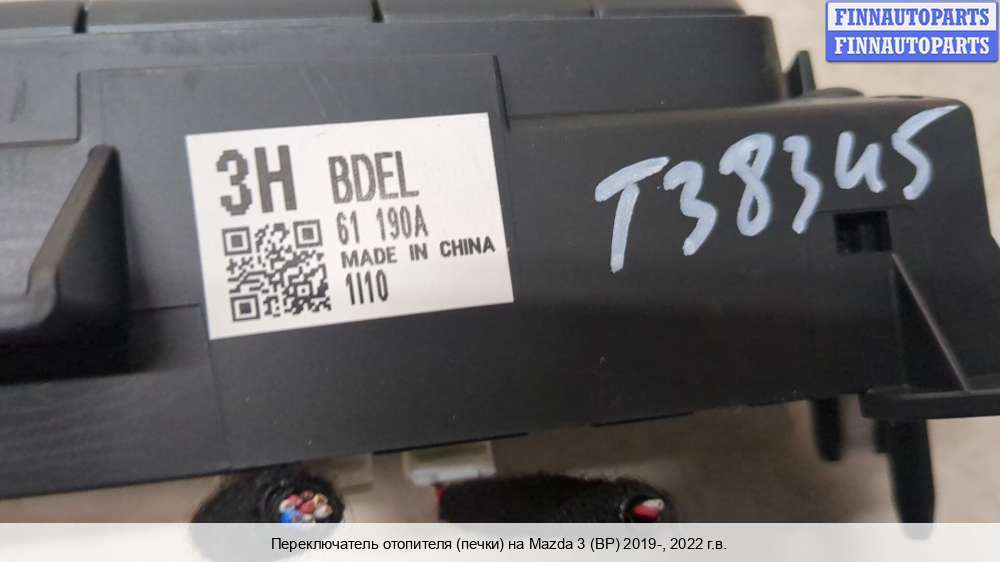 FINNAUTOPARTS
FINNAUTOPARTS
3H BDEL
61 190A
MADE IN CHINA
1I10
T38345
Переключатель отопителя (печки) на Mazda 3 (BP) 2019-, 2022 г.в.